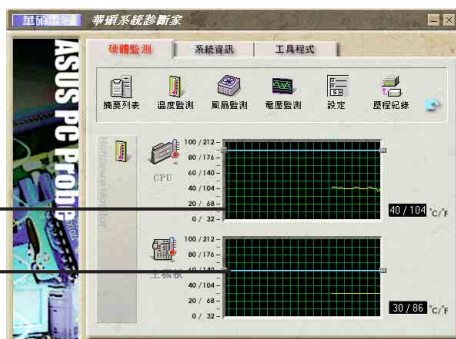 華碩系統診斷家
ASUS PC Probe
硬體監測
系統資訊
工具程式
摘要列表
溫度監測
風扇監測
電壓監測
設定
歷程紀錄
Hardware Monitor
CPU
100 / 212
80 / 176
60 / 140
40 / 104
20 / 68
0 / 32
40 / 104 °C/°F
主機板
100 / 212
80 / 176
60 / 140
40 / 104
20 / 68
0 / 32
30 / 86 °C/°F